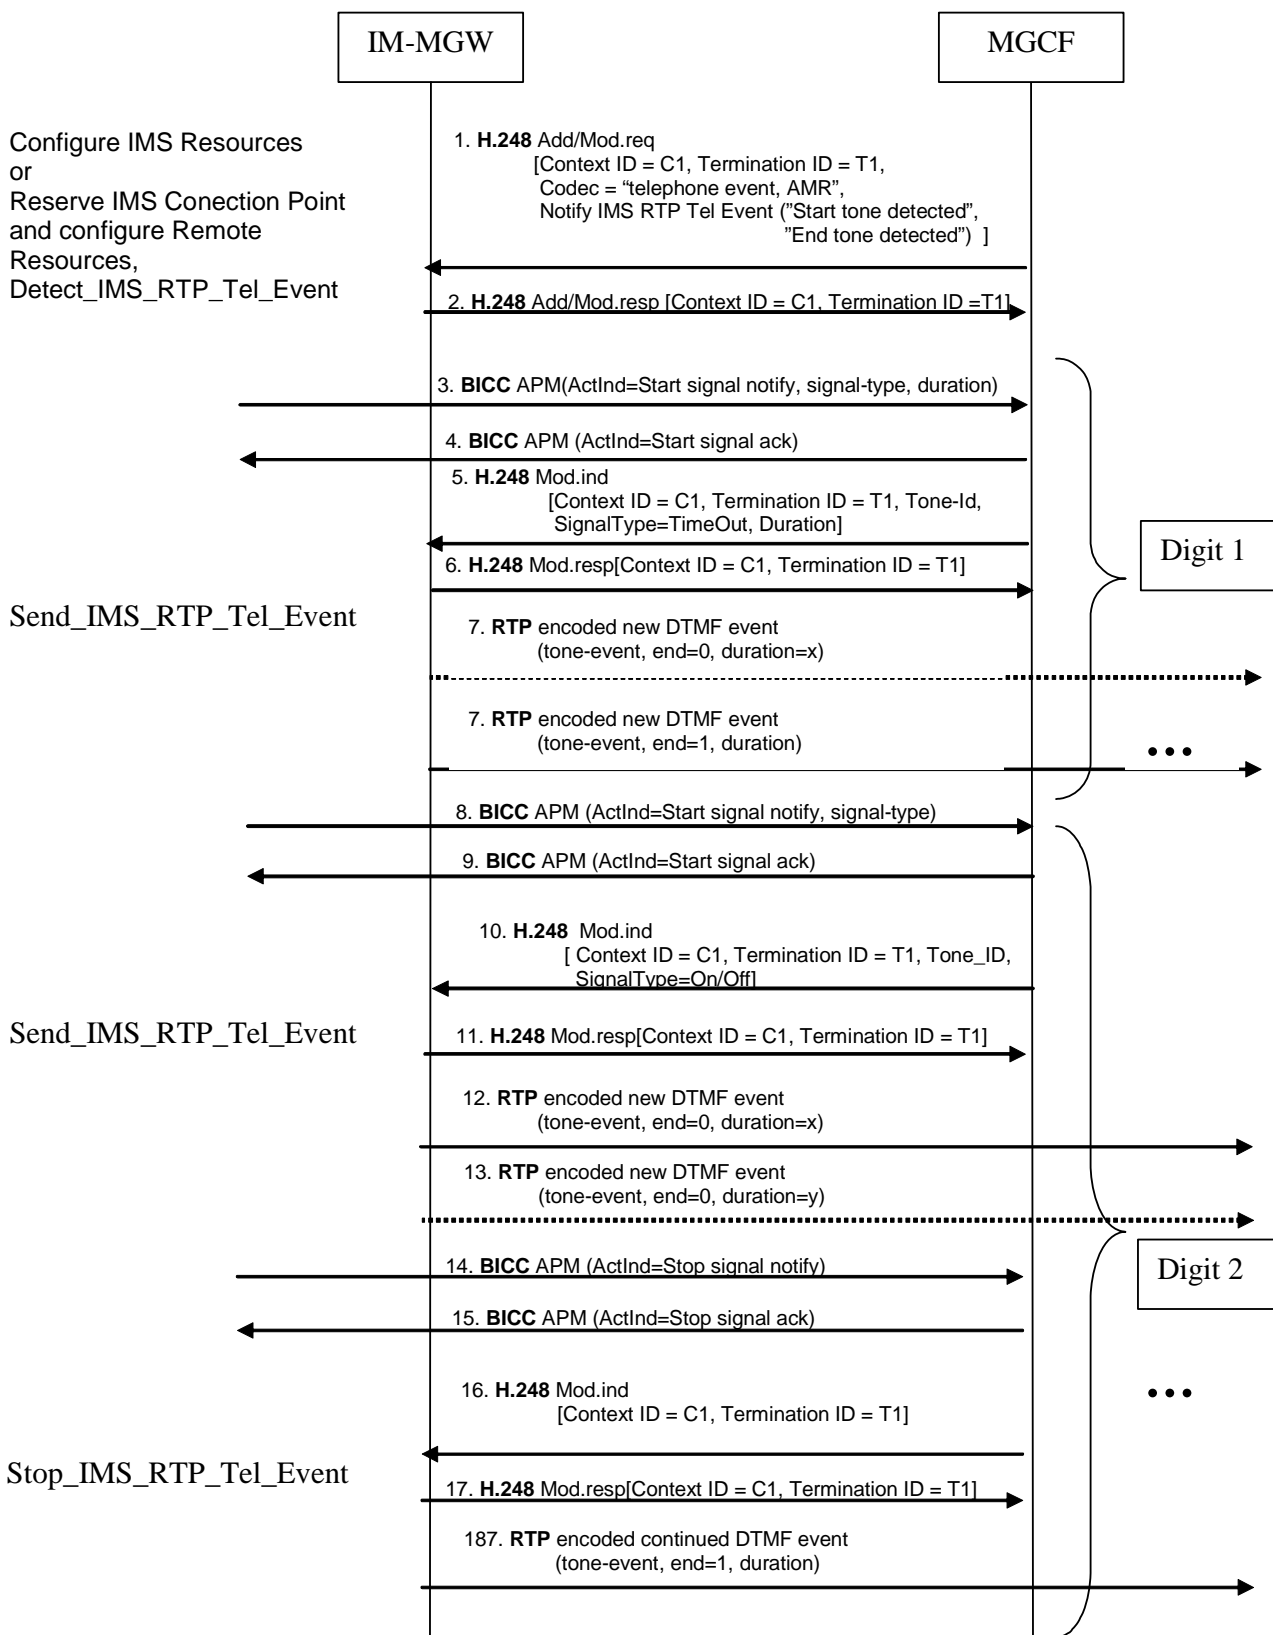 IM-MGW
MGCF
Configure IMS Resources
or
Reserve IMS Conection Point
and configure Remote
Resources,
Detect_IMS_RTP_Tel_Event
1. H.248 Add/Mod.req
[Context ID = C1, Termination ID = T1,
Codec = “telephone event, AMR”,
Notify IMS RTP Tel Event (”Start tone detected”,
”End tone detected”) ]
2. H.248 Add/Mod.resp [Context ID = C1, Termination ID =T1]
3. BICC APM(ActInd=Start signal notify, signal-type, duration)
4. BICC APM (ActInd=Start signal ack)
5. H.248 Mod.ind
[Context ID = C1, Termination ID = T1, Tone-Id,
SignalType=TimeOut, Duration]
Digit 1
6. H.248 Mod.resp[Context ID = C1, Termination ID = T1]
Send_IMS_RTP_Tel_Event
7. RTP encoded new DTMF event
(tone-event, end=0, duration=x)
7. RTP encoded new DTMF event
(tone-event, end=1, duration)
•••
8. BICC APM (ActInd=Start signal notify, signal-type)
9. BICC APM (ActInd=Start signal ack)
10. H.248 Mod.ind
[ Context ID = C1, Termination ID = T1, Tone_ID,
SignalType=On/Off]
Send_IMS_RTP_Tel_Event
11. H.248 Mod.resp[Context ID = C1, Termination ID = T1]
12. RTP encoded new DTMF event
(tone-event, end=0, duration=x)
13. RTP encoded new DTMF event
(tone-event, end=0, duration=y)
14. BICC APM (ActInd=Stop signal notify)
Digit 2
15. BICC APM (ActInd=Stop signal ack)
16. H.248 Mod.ind
[Context ID = C1, Termination ID = T1]
•••
Stop_IMS_RTP_Tel_Event
17. H.248 Mod.resp[Context ID = C1, Termination ID = T1]
187. RTP encoded continued DTMF event
(tone-event, end=1, duration)